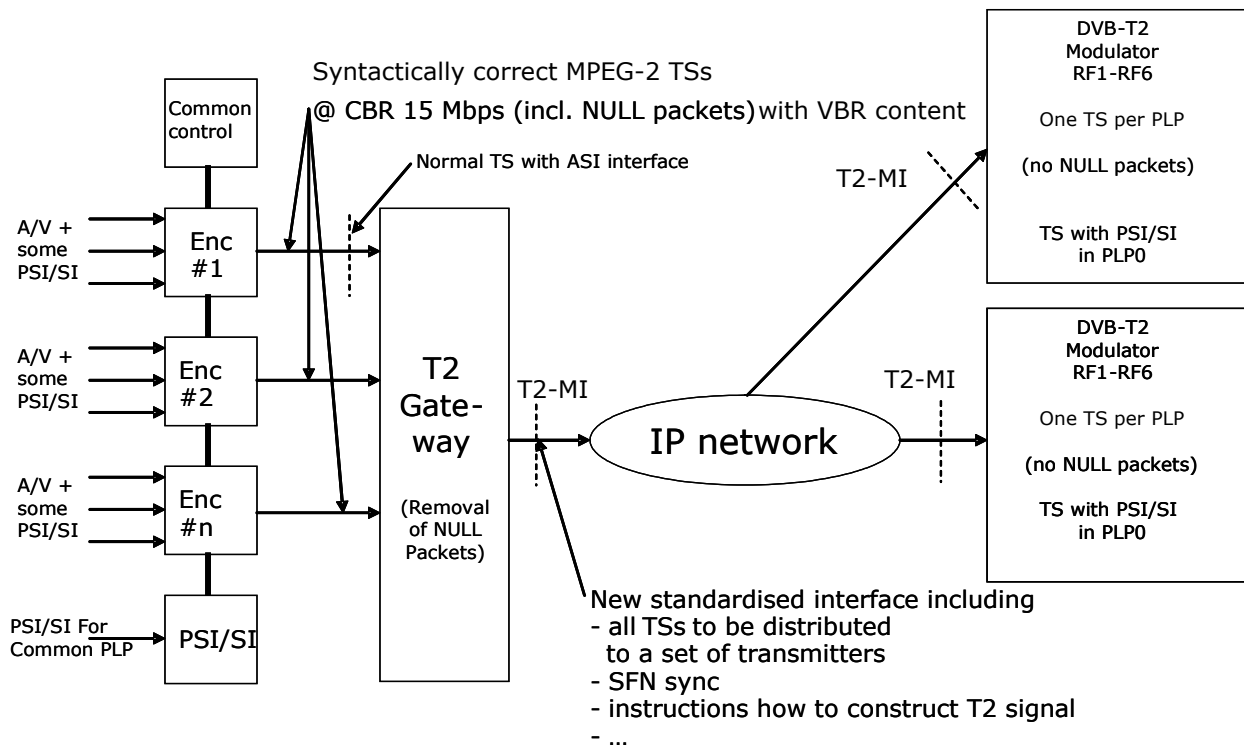 Common
control
Syntactically correct MPEG-2 TSs
@ CBR 15 Mbps (incl. NULL packets) with VBR content
Normal TS with ASI interface
A/V +
some
PSI/SI
Enc
#1
A/V +
some
PSI/SI
Enc
#2
A/V +
some
PSI/SI
Enc
#n
PSI/SI For
Common PLP
PSI/SI
T2
Gate-
way
(Removal
of NULL
Packets)
T2-MI
IP network
T2-MI
T2-MI
DVB-T2
Modulator
RF1-RF6
One TS per PLP
(no NULL packets)
TS with PSI/SI
in PLP0
DVB-T2
Modulator
RF1-RF6
One TS per PLP
(no NULL packets)
TS with PSI/SI
in PLP0
New standardised interface including
- all TSs to be distributed
to a set of transmitters
- SFN sync
- instructions how to construct T2 signal
- ...